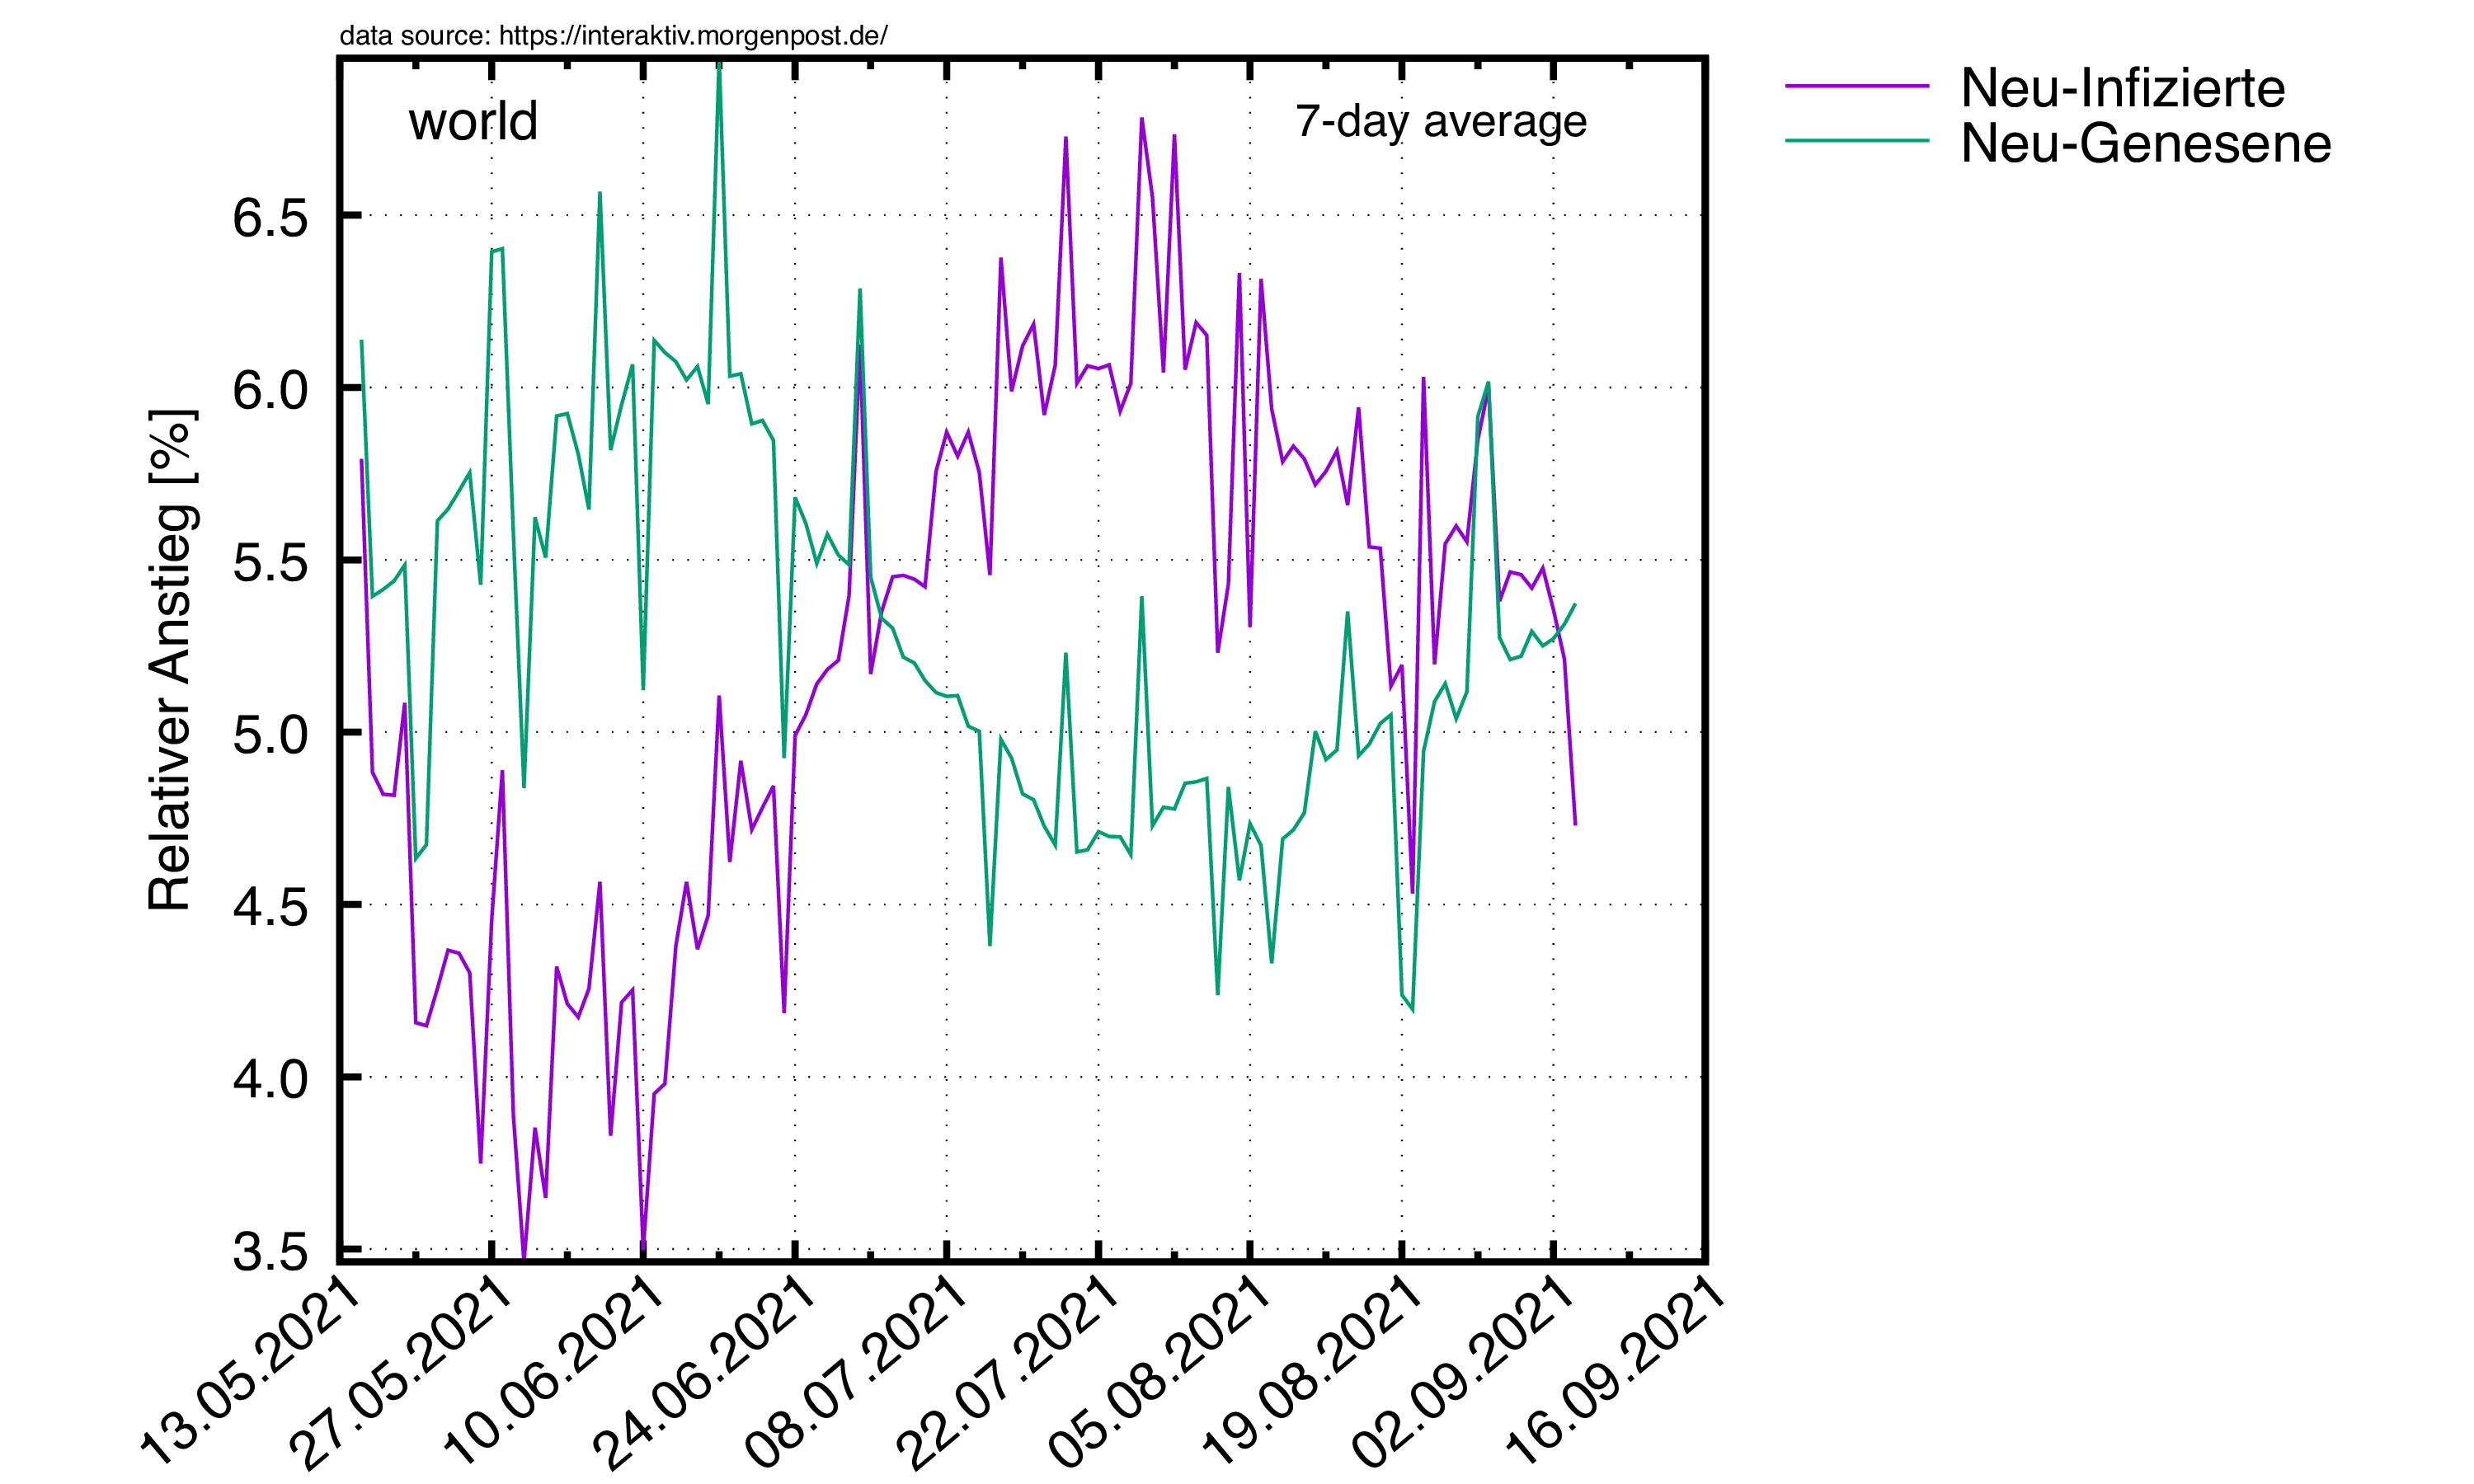 data source: https://interaktiv.morgenpost.de/
world
7-day average
Neu-Infizierte
Neu-Genesene
Relativer Anstieg [%]
6.5
6.0
5.5
5.0
4.5
4.0
3.5
13.05.2021
27.05.2021
10.06.2021
24.06.2021
08.07.2021
22.07.2021
05.08.2021
19.08.2021
02.09.2021
16.09.2021